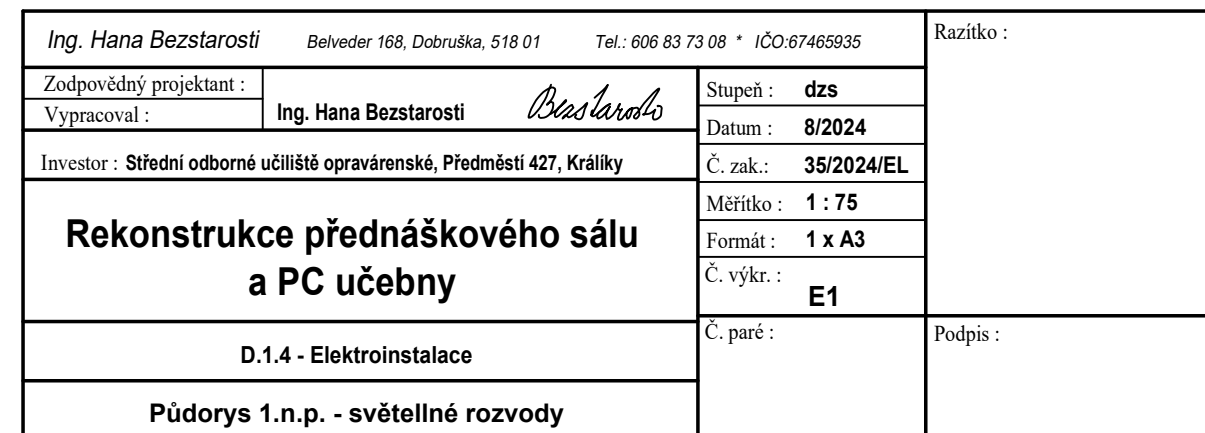 Ing. Hana Bezstarosti Belveder 168, Dobruška, 518 01 Tel.: 606 83 73 08 * IČO:67465935
Razítko :
Zodpovědný projektant :
Vypracoval :
Ing. Hana Bezstarosti
Bezstarosti
Stupeň : dzs
Datum : 8/2024
Investor : Střední odborné učiliště opravárenské, Předměstí 427, Králíky
Č. zak.: 35/2024/EL
Měřítko : 1 : 75
Rekonstrukce přednáškového sálu
a PC učebny
Formát : 1 x A3
Č. výkr. :
E1
Č. paré :
Podpis :
D.1.4 - Elektroinstalace
Půdorys 1.n.p. - světellné rozvody